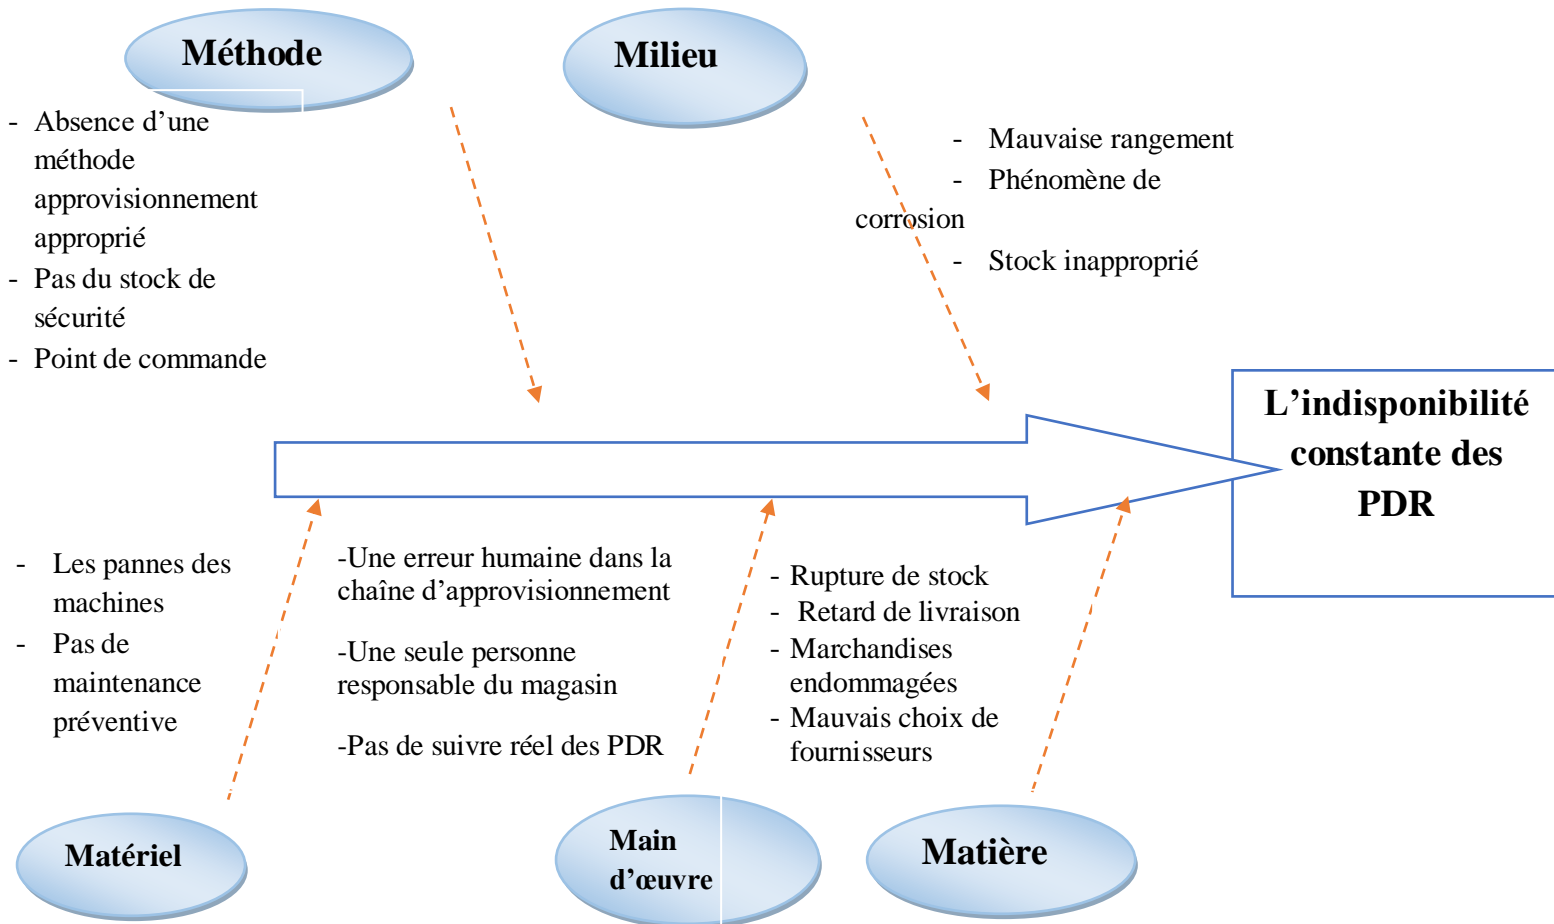 Méthode
Milieu
- Absence d’une
méthode
approvisionnement
approprié
- Pas du stock de
sécurité
- Point de commande
- Mauvaise rangement
- Phénomène de
corrosion
- Stock inapproprié
L’indisponibilité
constante des
PDR
- Les pannes des
machines
- Pas de
maintenance
préventive
-Une erreur humaine dans la
chaîne d’approvisionnement
-Une seule personne
responsable du magasin
-Pas de suivre réel des PDR
- Rupture de stock
- Retard de livraison
- Marchandises
endommagées
- Mauvais choix de
fournisseurs
Matériel
Main
d’œuvre
Matière